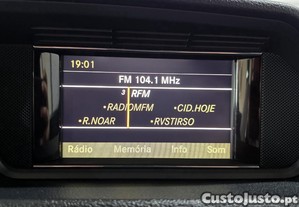 19:01
FM 104.1 MHz
3 RFM
•RADIOMFM •CID.HOJE
•R.NOAR •RVSTIRSO
Rádio Memória Info Som
CustoJusto.pt